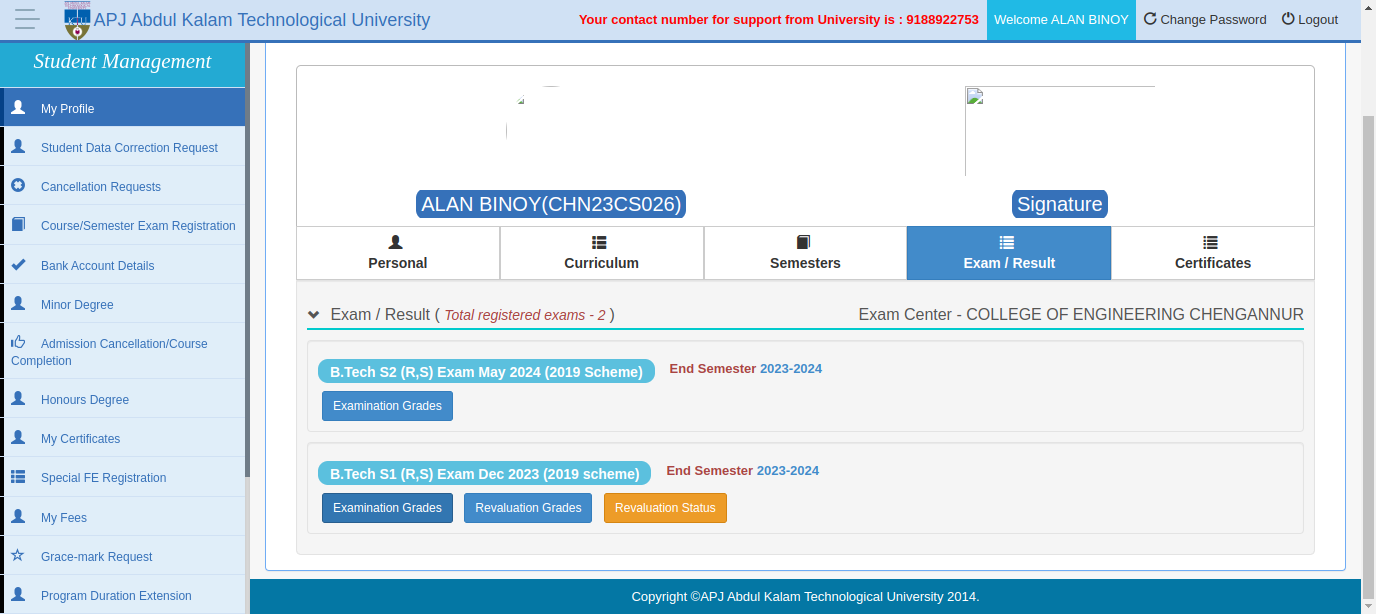 APJ Abdul Kalam Technological University
Your contact number for support from University is : 9188922753
Welcome ALAN BINOY
Change Password
Logout
Student Management
My Profile
Student Data Correction Request
Cancellation Requests
Course/Semester Exam Registration
Bank Account Details
Minor Degree
Admission Cancellation/Course
Completion
Honours Degree
My Certificates
Special FE Registration
My Fees
Grace-mark Request
Program Duration Extension
ALAN BINOY(CHN23CS026)
Signature
Personal
Curriculum
Semesters
Exam / Result
Certificates
Exam / Result ( Total registered exams - 2 )
Exam Center - COLLEGE OF ENGINEERING CHENGANNUR
B.Tech S2 (R,S) Exam May 2024 (2019 Scheme)
End Semester 2023-2024
Examination Grades
B.Tech S1 (R,S) Exam Dec 2023 (2019 scheme)
End Semester 2023-2024
Examination Grades
Revaluation Grades
Revaluation Status
Copyright ©APJ Abdul Kalam Technological University 2014.